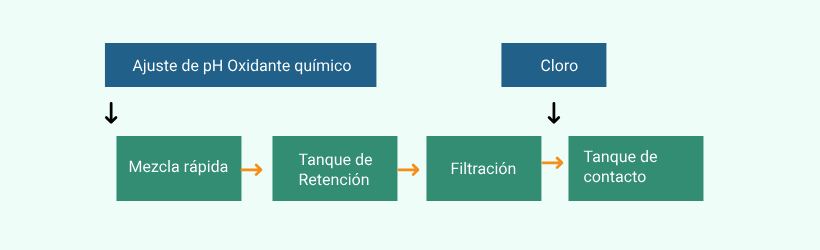 Ajuste de pH Oxidante químico
Cloro
Mezcla rápida
Tanque de
Retención
Filtración
Tanque de
contacto